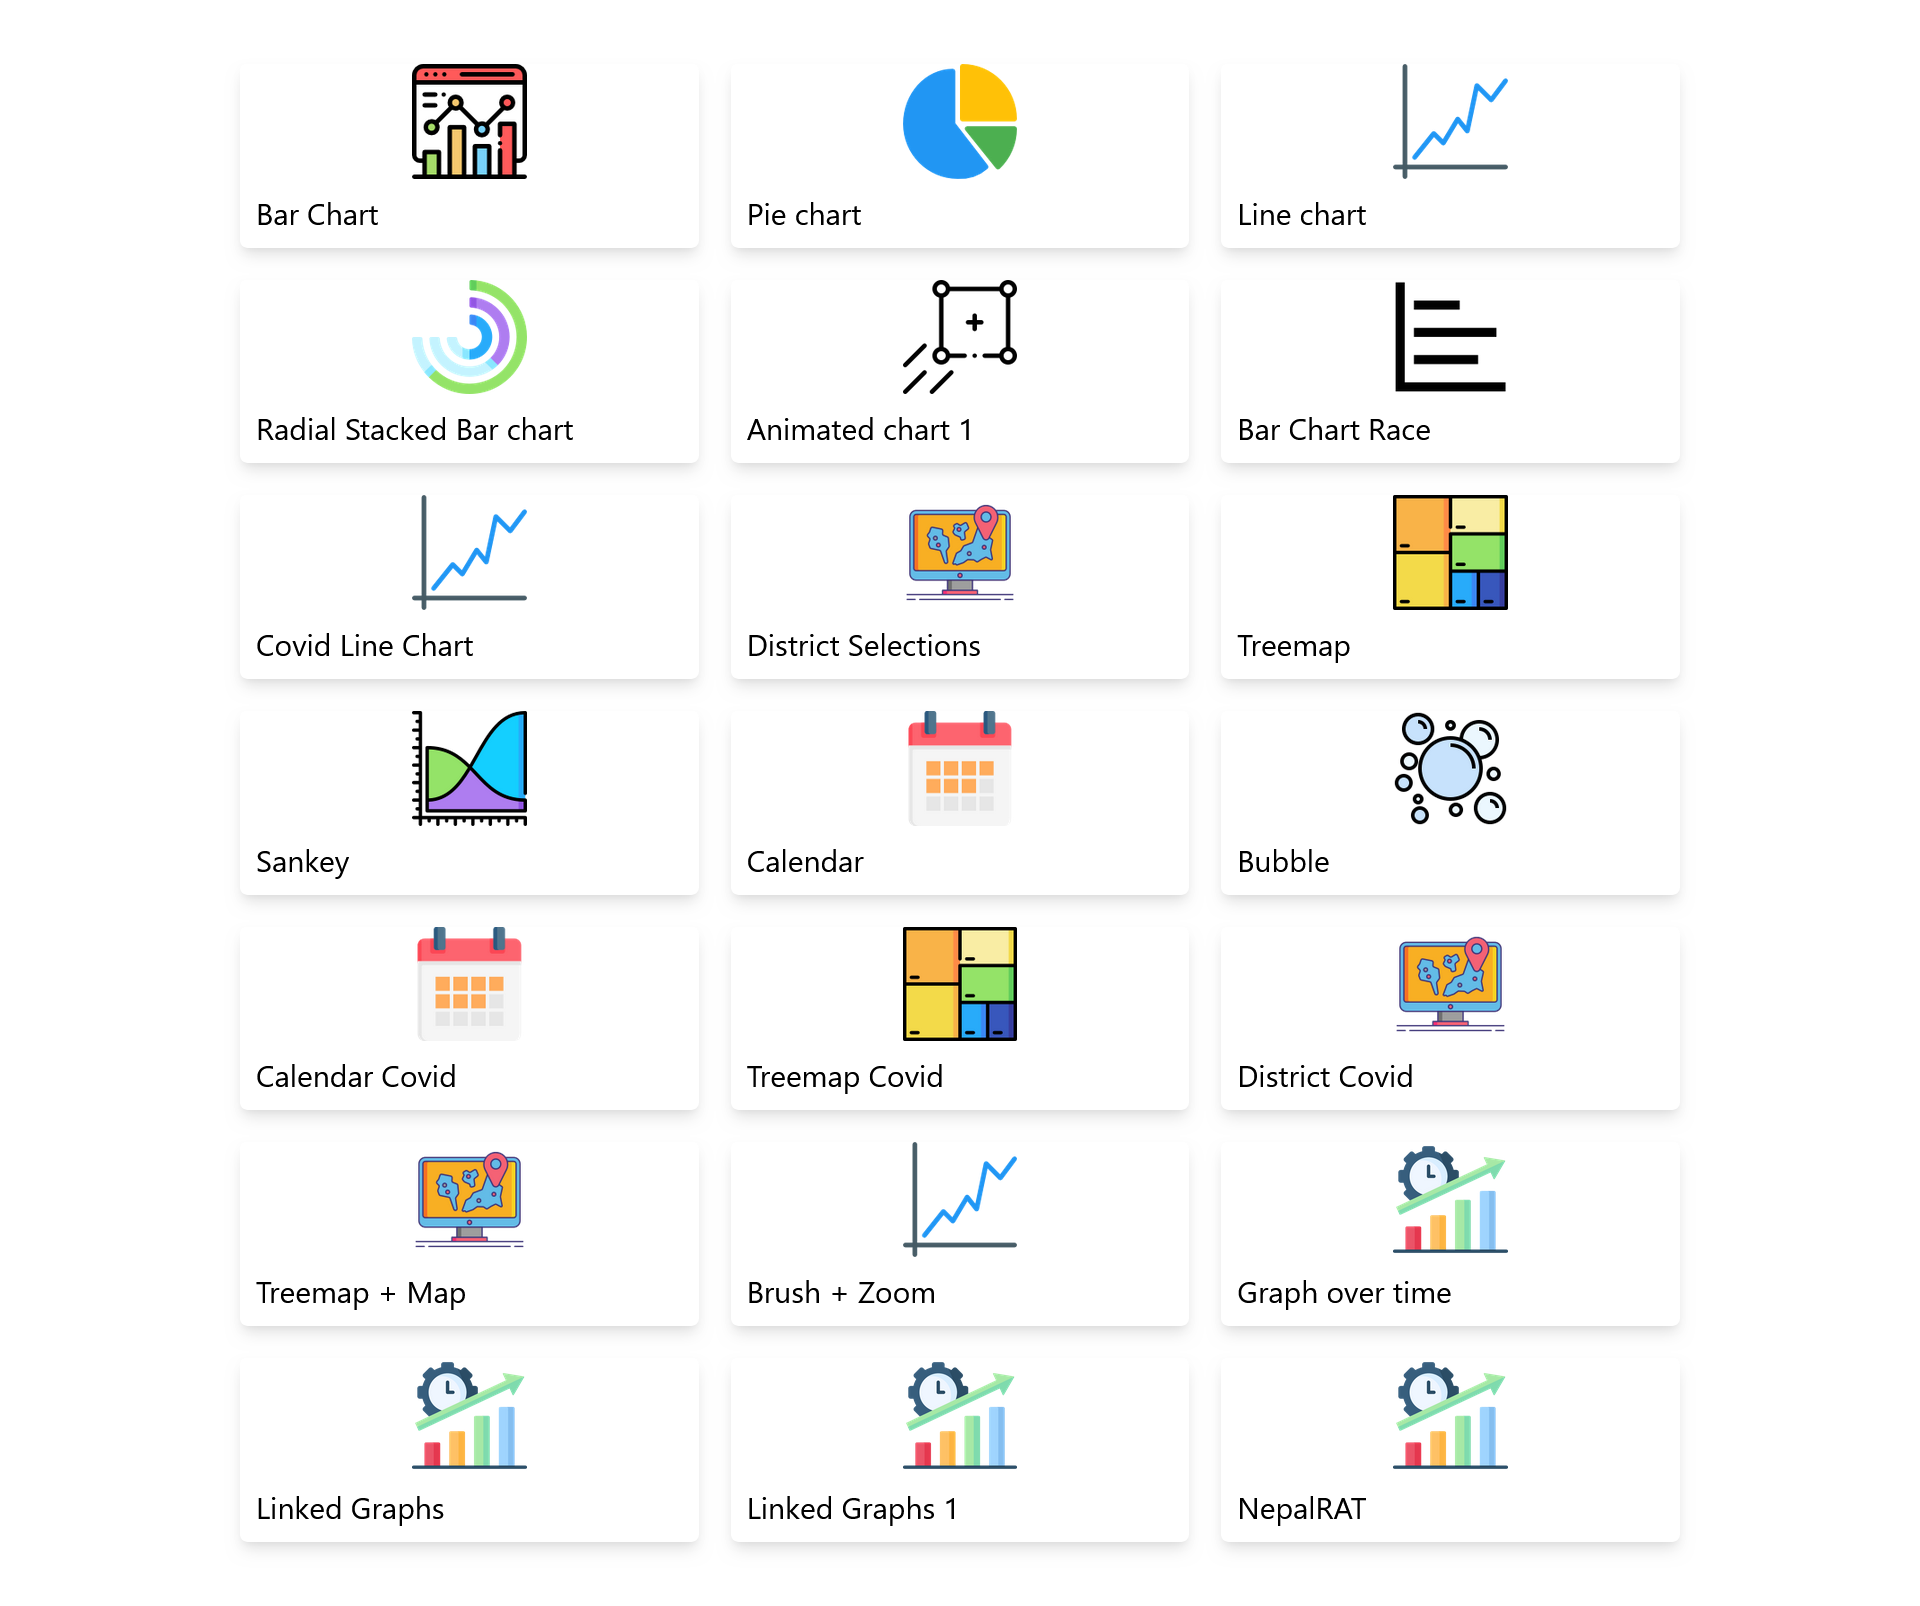 Bar Chart
Pie chart
Line chart
Radial Stacked Bar chart
Animated chart 1
Bar Chart Race
Covid Line Chart
District Selections
Treemap
Sankey
Calendar
Bubble
Calendar Covid
Treemap Covid
District Covid
Treemap + Map
Brush + Zoom
Graph over time
Linked Graphs
Linked Graphs 1
NepalRAT